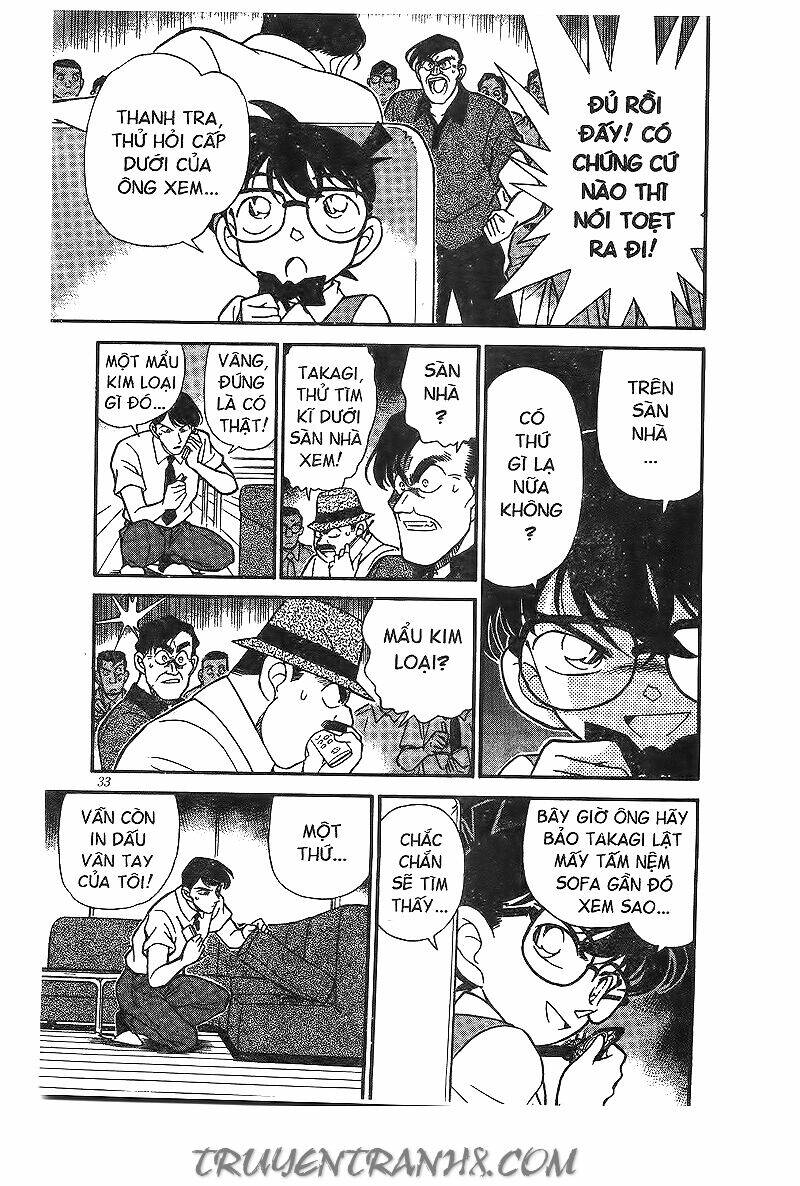 ĐỦ RỒI
ĐẤY! CÓ
CHỨNG CỨ
NÀO THÌ
NÓI TOẸT
RA ĐI!
THANH TRA,
THỬ HỎI CẤP
DƯỚI CỦA
ÔNG XEM...
TRÊN
SÀN
NHÀ
...
CÓ
THỨ
GÌ LẠ
NỮA
KHÔNG
?
SÀN
NHÀ
?
TAKAGI,
THỬ TÌM
KĨ DƯỚI
SÀN NHÀ
XEM!
VÂNG,
ĐÚNG
LÀ CÓ
THẬT!
MỘT MẨU
KIM LOẠI
GÌ ĐÓ...
MẨU KIM
LOẠI?
33
BÂY GIỜ ÔNG HÃY
BẢO TAKAGI LẬT
MẤY TẤM NỆM
SOFA GẦN ĐÓ
XEM SAO...
CHẮC
CHẮN
SẼ TÌM
THẤY...
MỘT
THỨ...
VẪN CÒN
IN DẤU
VÂN TAY
CỦA TÔI!
TRUYENTRANH8.COM